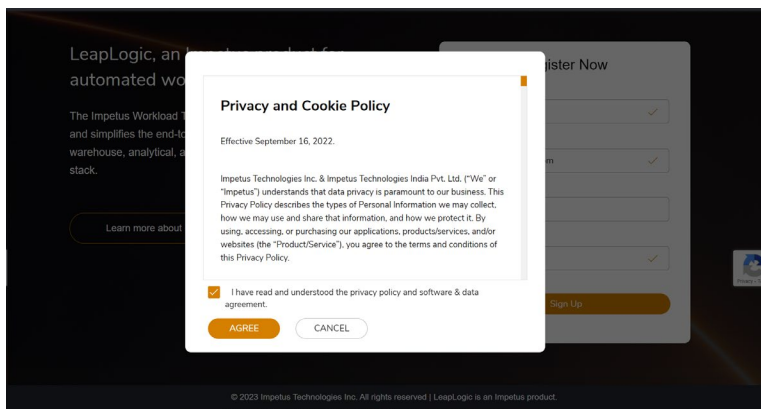 LeapLogic, an
automated wo
The Impetus Workload
and simplifies the end-to
warehouse, analytical, a
stack.
Learn more about
Privacy and Cookie Policy
Effective September 16, 2022.
Impetus Technologies Inc. & Impetus Technologies India Pvt. Ltd. (“We” or
“Impetus”) understands that data privacy is paramount to our business. This
Privacy Policy describes the types of Personal Information we may collect,
how we may use and share that information, and how we protect it. By
using, accessing, or purchasing our applications, products/services, and/or
websites (the “Product/Service”), you agree to the terms and conditions of
this Privacy Policy.
I have read and understood the privacy policy and software & data
agreement.
AGREE
CANCEL
gister Now
om
Sign Up
Privacy
© 2023 Impetus Technologies Inc. All rights reserved | LeapLogic is an Impetus product.